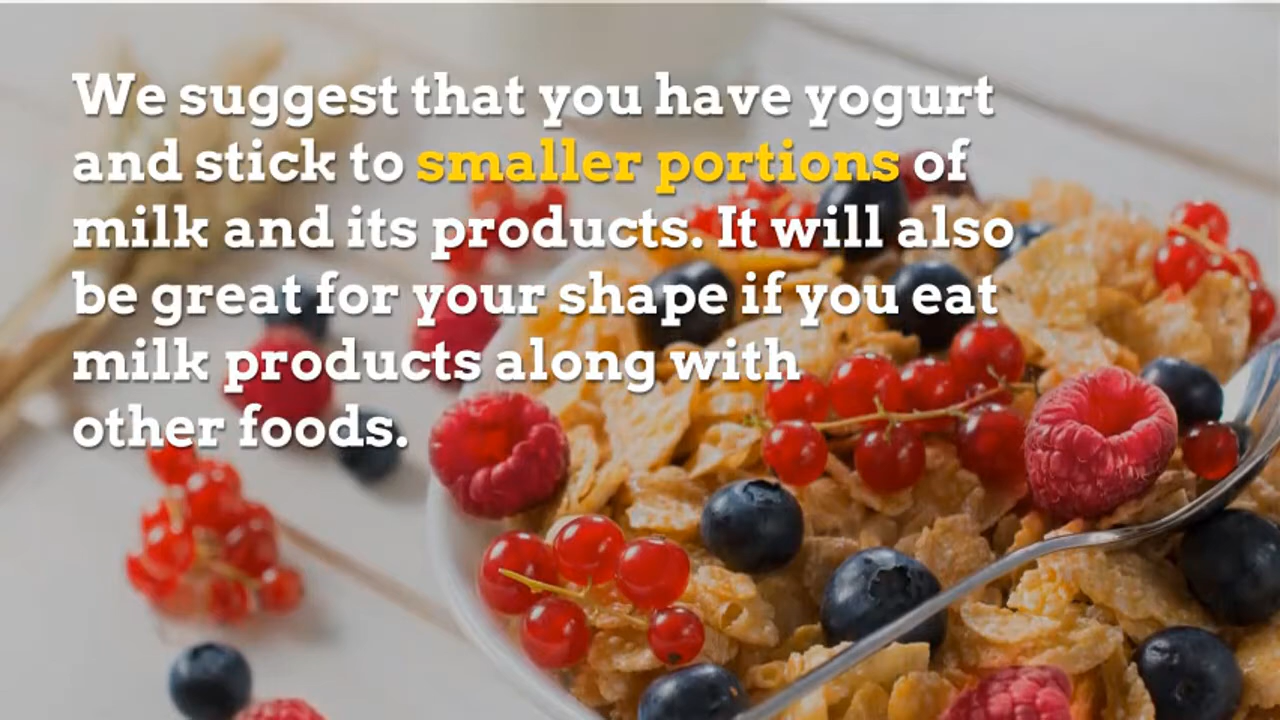 We suggest that you have yogurt
and stick to smaller portions of
milk and its products. It will also
be great for your shape if you eat
milk products along with
other foods.